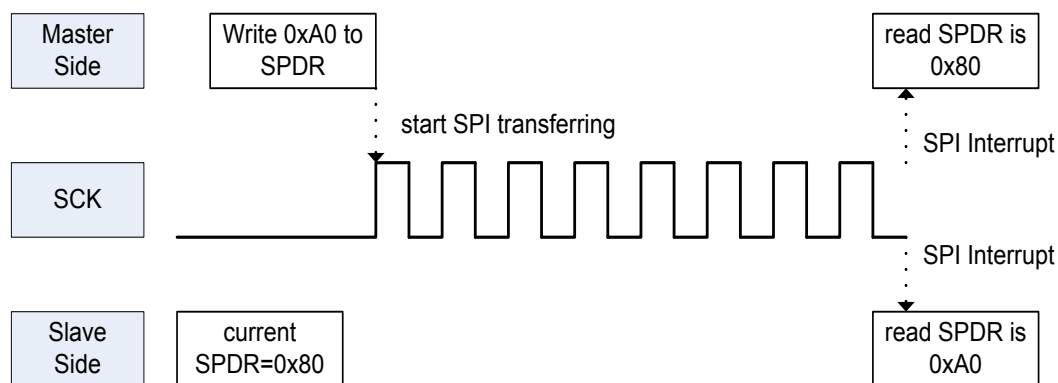 Master
Side
Write 0xA0 to
SPDR
read SPDR is
0x80
start SPI transferring
SPI Interrupt
SCK
SPI Interrupt
Slave
Side
current
SPDR=0x80
read SPDR is
0xA0